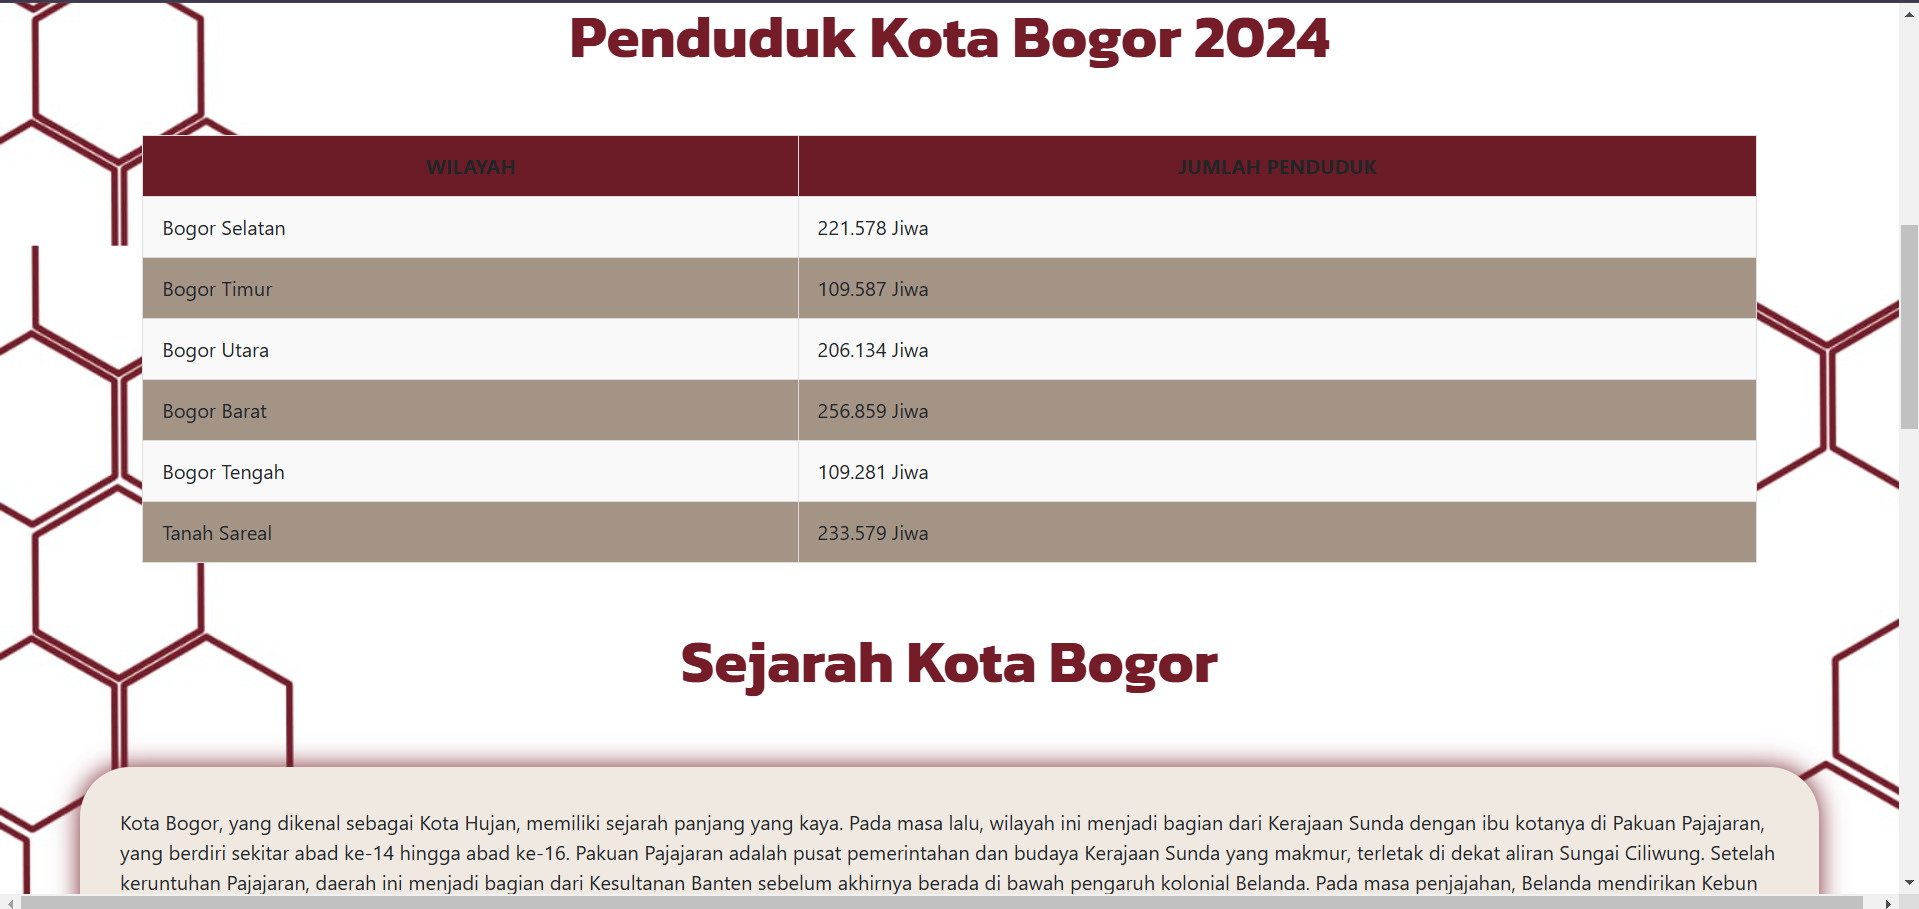 Penduduk Kota Bogor 2024
WILAYAH JUMLAH PENDUDUK
Bogor Selatan 221.578 Jiwa
Bogor Timur 109.587 Jiwa
Bogor Utara 206.134 Jiwa
Bogor Barat 256.859 Jiwa
Bogor Tengah 109.281 Jiwa
Tanah Sareal 233.579 Jiwa
Sejarah Kota Bogor
Kota Bogor, yang dikenal sebagai Kota Hujan, memiliki sejarah panjang yang kaya. Pada masa lalu, wilayah ini menjadi bagian dari Kerajaan Sunda dengan ibu kotanya di Pakuan Pajajaran,
yang berdiri sekitar abad ke-14 hingga abad ke-16. Pakuan Pajajaran adalah pusat pemerintahan dan budaya Kerajaan Sunda yang makmur, terletak di dekat aliran Sungai Ciliwung. Setelah
keruntuhan Pajajaran, daerah ini menjadi bagian dari Kesultanan Banten sebelum akhirnya berada di bawah pengaruh kolonial Belanda. Pada masa penjajahan, Belanda mendirikan Kebun